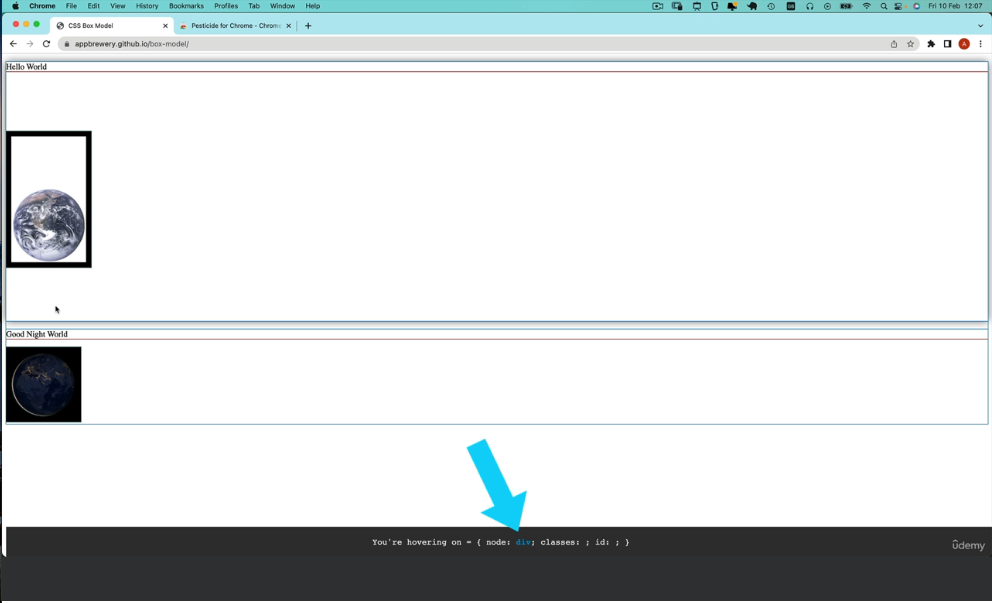 Chrome File Edit View History Bookmarks Profiles Tab Window Help Fri 10 Feb 12:07
CSS Box Model Pesticide for Chrome - Chrome
appbrewery.github.io/box-model/ A
Hello World
Good Night World
You're hovering on = { node: div; classes: ; id: ; }
ûdemy